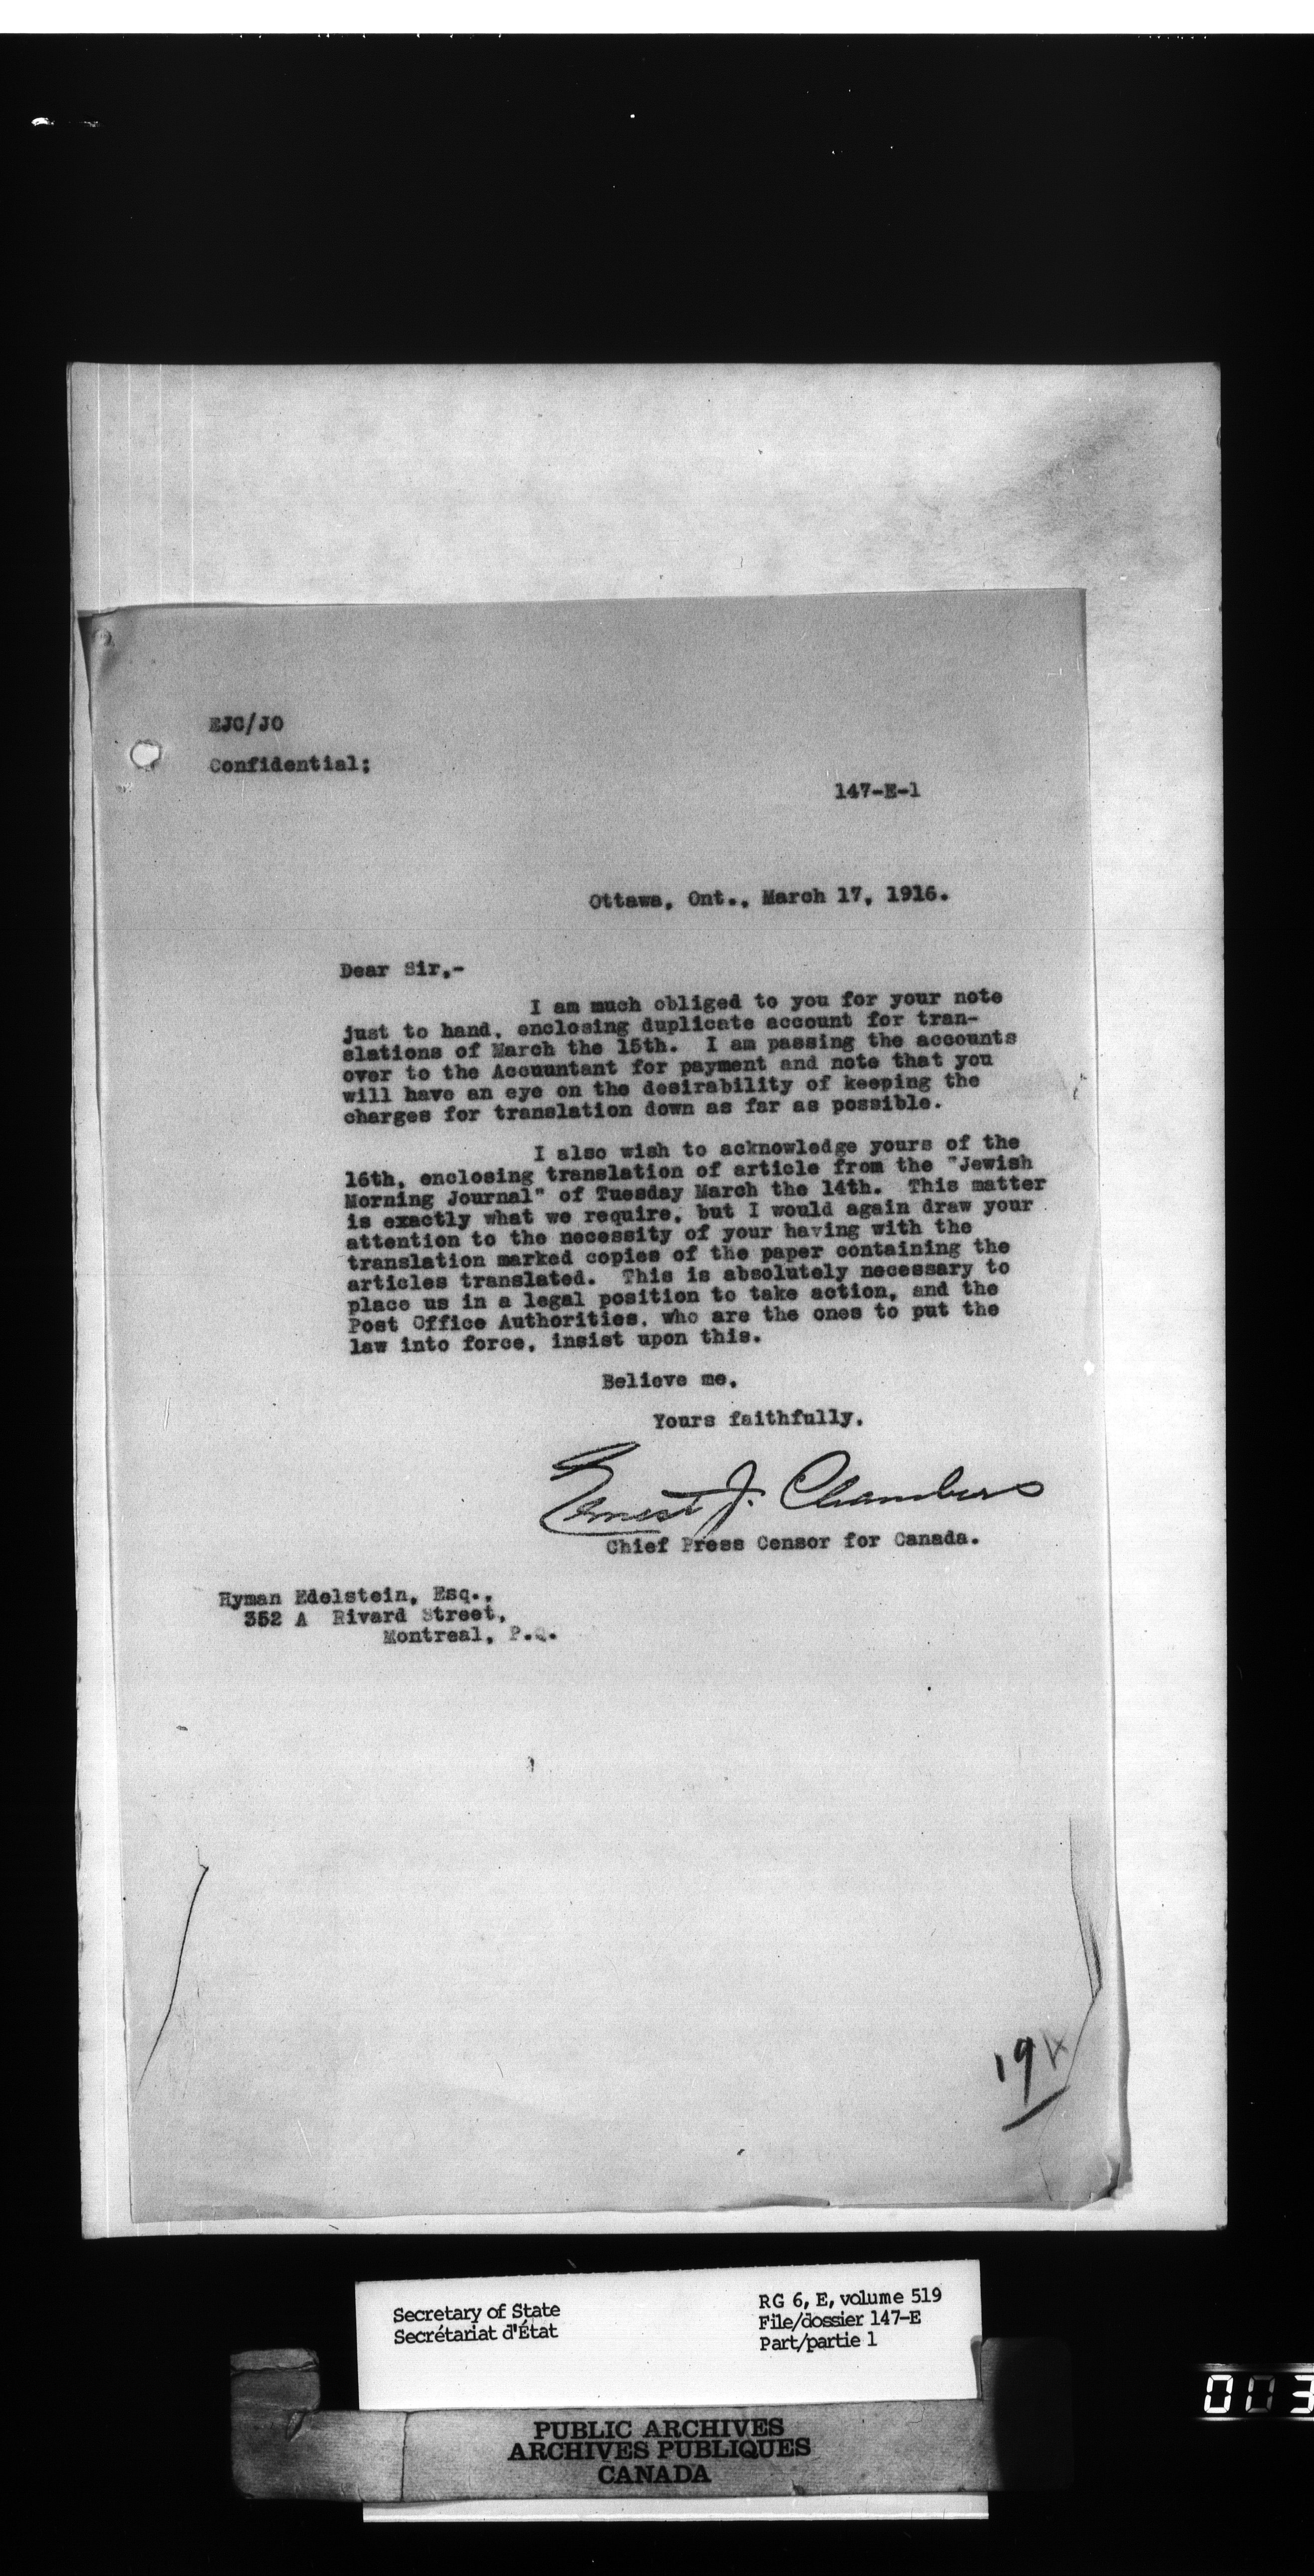 EJC/JO
Confidential;
147-E-1
Ottawa, Ont., March 17, 1916.
Dear Sir,-
I am much obliged to you for your note
just to hand, enclosing duplicate account for tran-
slations of March the 15th. I am passing the accounts
over to the Accuuntant for payment and note that you
will have an eye on the desirability of keeping the
charges for translation down as far as possible.
I also wish to acknowledge yours of the
16th, enclosing translation of article from the "Jewish
Morning Journal" of Tuesday March the 14th. This matter
is exactly what we require, but I would again draw your
attention to the necessity of your having with the
translation marked copies of the paper containing the
articles translated. This is absolutely necessary to
place us in a legal position to take action, and the
Post Office Authorities, who are the ones to put the
law into force, insist upon this.
Believe me,
Yours faithfully,
Ernest J. Chambers
Chief Press Censor for Canada.
Hyman Edelstein, Esq.,
352 A Rivard Street,
Montreal, P.Q.
19
Secretary of State
Secrétariat d'État
RG 6, E, volume 519
File/dossier 147-E
Part/partie 1
PUBLIC ARCHIVES
ARCHIVES PUBLIQUES
CANADA
003